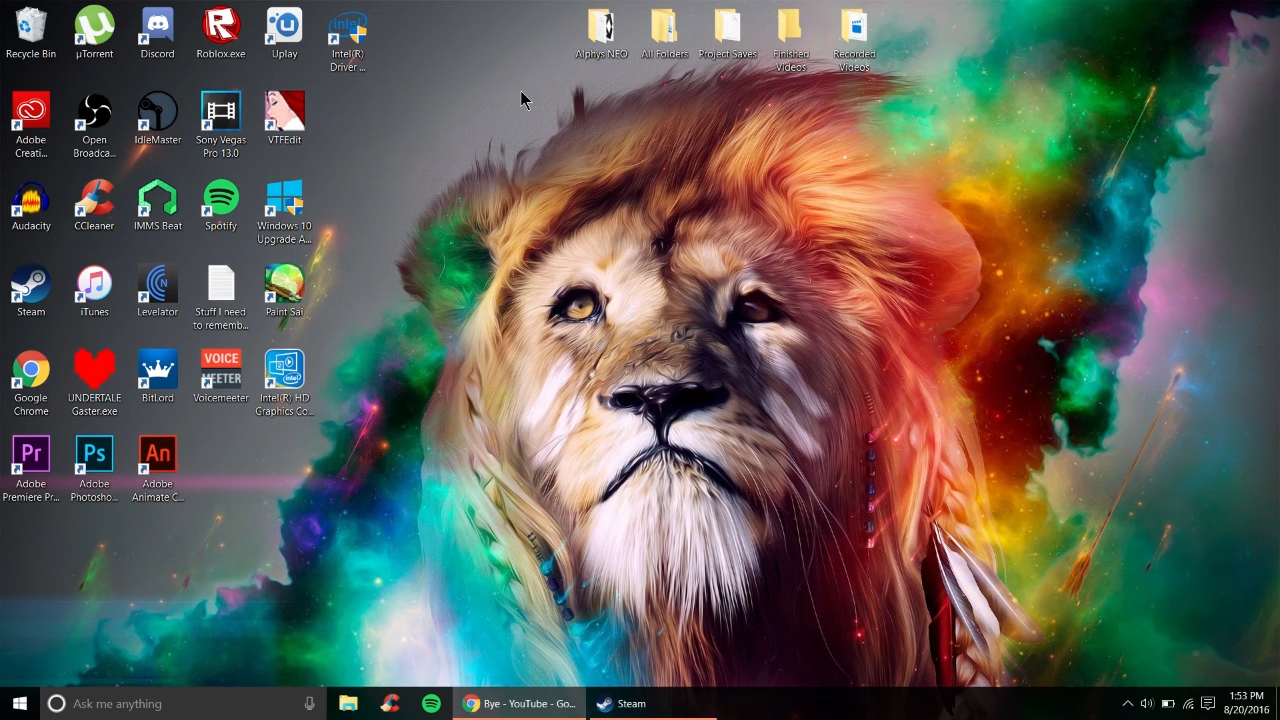 Recycle Bin
µTorrent
Discord
Roblox.exe
Uplay
intel
Intel(R)
Driver ...
Alphys NEO
All Folders
Project Saves
Finished
Videos
Recorded
Videos
Adobe
Creati...
Open
Broadca...
IdleMaster
Sony Vegas
Pro 13.0
VTFEdit
Audacity
CCleaner
IMMS Beat
Spotify
Windows 10
Upgrade A...
Steam
iTunes
Levelator
Stuff I need
to rememb...
Paint Sai
Google
Chrome
UNDERTALE
Gaster.exe
BitLord
VOICE
MEETER
Voicemeeter
Intel(R) HD
Graphics Co...
Pr
Adobe
Premiere Pr...
Ps
Adobe
Photosho...
An
Adobe
Animate C...
Ask me anything
Bye - YouTube - Go...
Steam
1:53 PM
8/20/2016